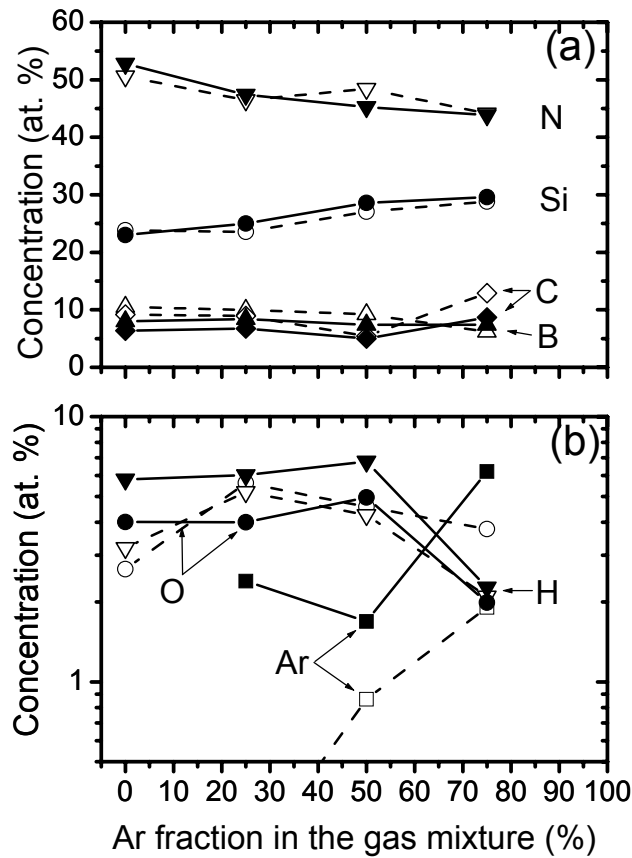 60
(a)
50
N
40
Si
30
20
C
10
B
0
Concentration (at. %)
10
(b)
O
H
Ar
1
Concentration (at. %)
0 10 20 30 40 50 60 70 80 90 100
Ar fraction in the gas mixture (%)